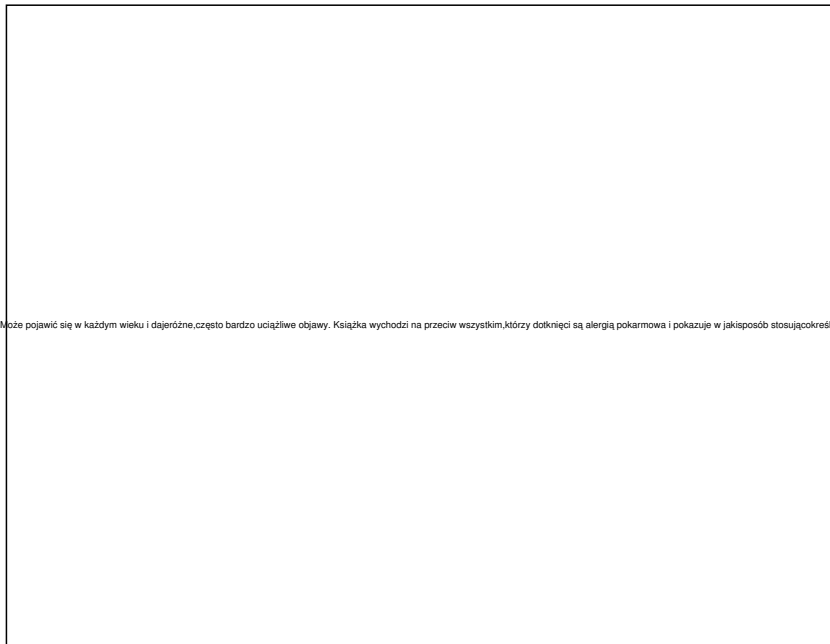 Może pojawić się w każdym wieku i dajeróżne,często bardzo uciążliwe objawy. Książka wychodzi na przeciw wszystkim,którzy dotknięci są alergią pokarmowa i pokazuje w jakisposób stosującokreśl